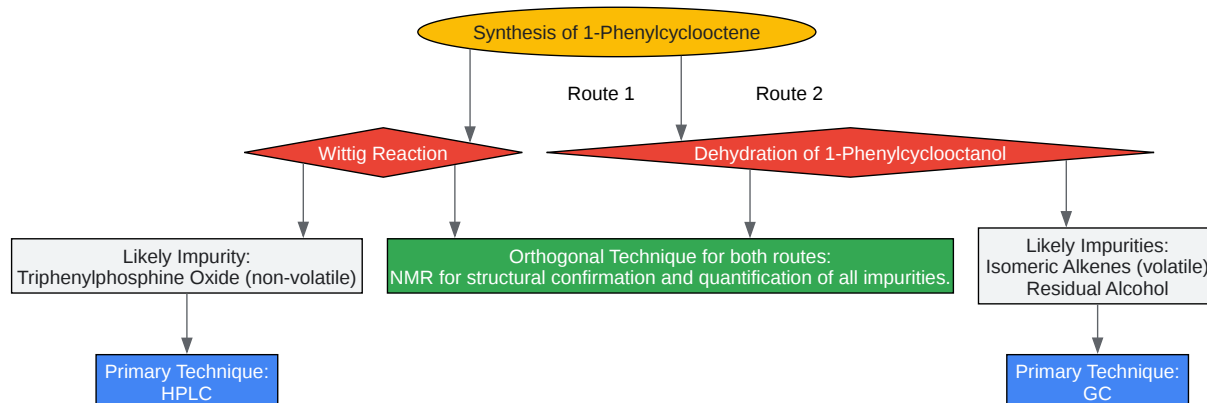 Synthesis of 1-Phenylcyclooctene
Route 1
Route 2
Wittig Reaction
Dehydration of 1-Phenylcyclooctanol
Likely Impurity:
Triphenylphosphine Oxide (non-volatile)
Orthogonal Technique for both routes:
NMR for structural confirmation and quantification of all impurities.
Likely Impurities:
Isomeric Alkenes (volatile)
Residual Alcohol
Primary Technique:
HPLC
Primary Technique:
GC